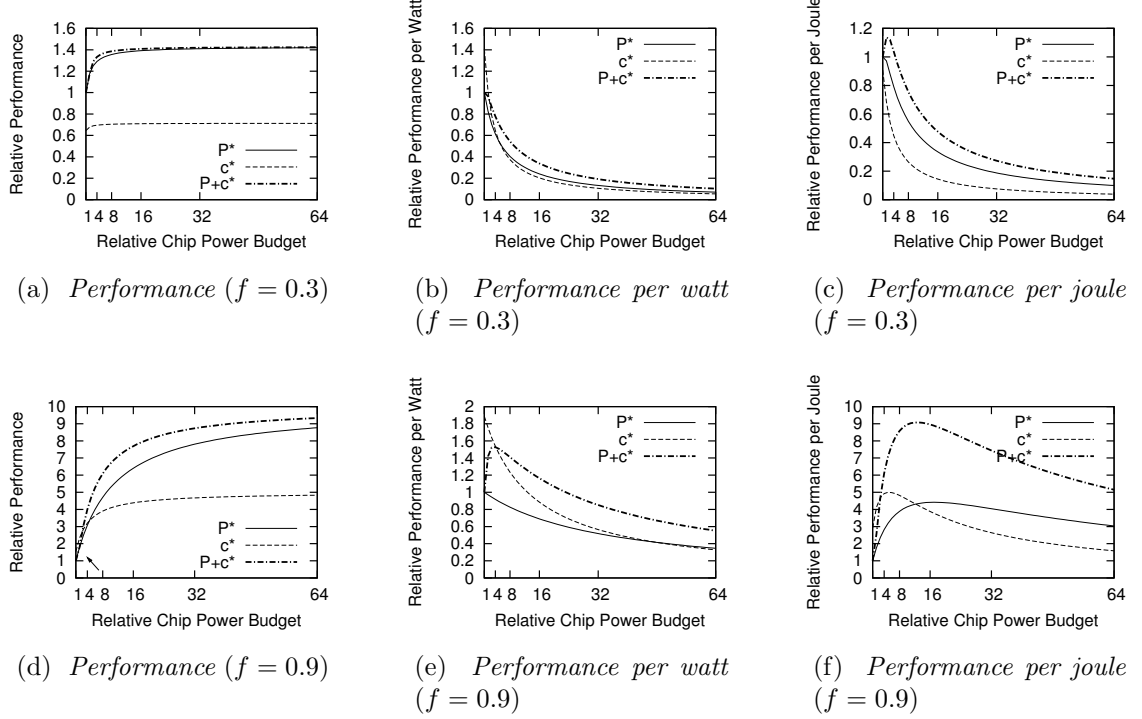 Relative Performance
1.6
1.4
1.2
1
0.8
0.6
0.4
0.2
0
P*
c*
P+c*
1 4 8 16 32 64
Relative Chip Power Budget
(a) Performance (f = 0.3)
Relative Performance per Watt
1.6
1.4
1.2
1
0.8
0.6
0.4
0.2
0
P*
c*
P+c*
1 4 8 16 32 64
Relative Chip Power Budget
(b) Performance per watt
(f = 0.3)
Relative Performance per Joule
1.2
1
0.8
0.6
0.4
0.2
0
P*
c*
P+c*
1 4 8 16 32 64
Relative Chip Power Budget
(c) Performance per joule
(f = 0.3)
Relative Performance
10
9
8
7
6
5
4
3
2
1
0
P*
c*
P+c*
1 4 8 16 32 64
Relative Chip Power Budget
(d) Performance (f = 0.9)
Relative Performance per Watt
2
1.8
1.6
1.4
1.2
1
0.8
0.6
0.4
0.2
0
P*
c*
P+c*
1 4 8 16 32 64
Relative Chip Power Budget
(e) Performance per watt
(f = 0.9)
Relative Performance per Joule
10
9
8
7
6
5
4
3
2
1
0
P*
c*
P+c*
1 4 8 16 32 64
Relative Chip Power Budget
(f) Performance per joule
(f = 0.9)